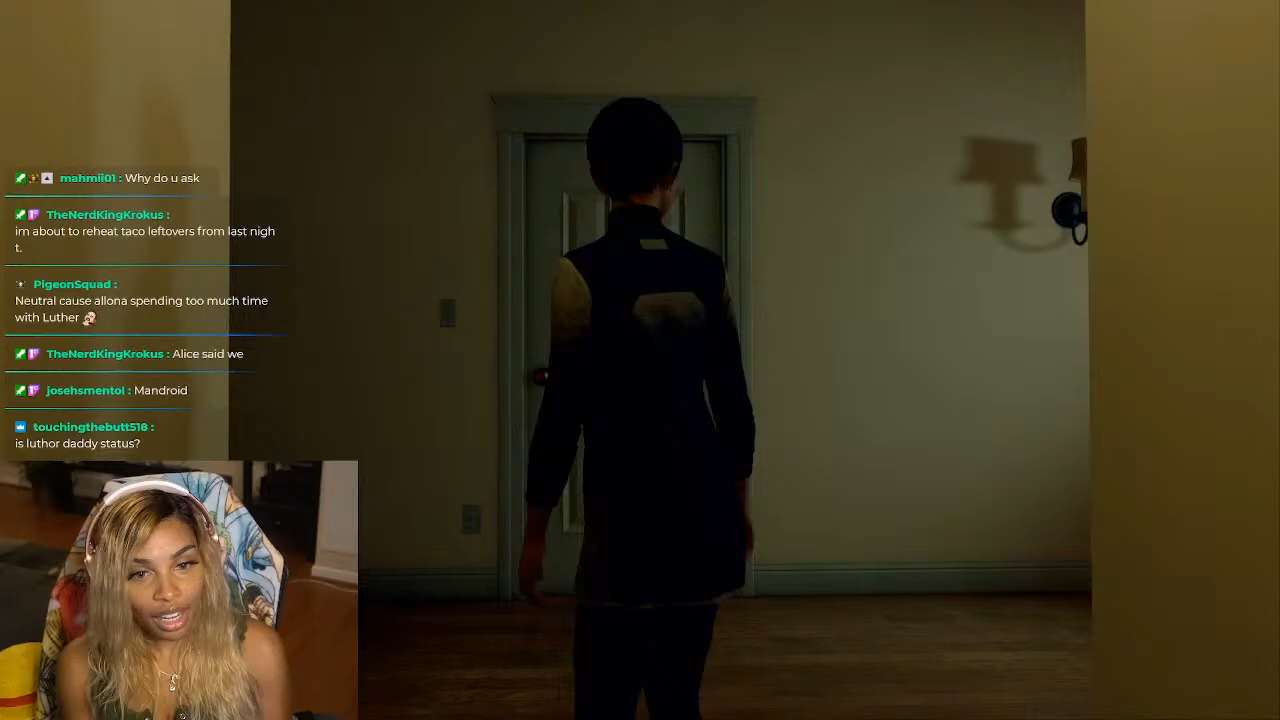 mahmii01 : Why do u ask
TheNerdKingKrokus :
im about to reheat taco leftovers from last nigh
t.
PigeonSquad :
Neutral cause allona spending too much time
with Luther
TheNerdKingKrokus : Alice said we
josehsmentol : Mandroid
touchingthebutt518 :
is luthor daddy status?